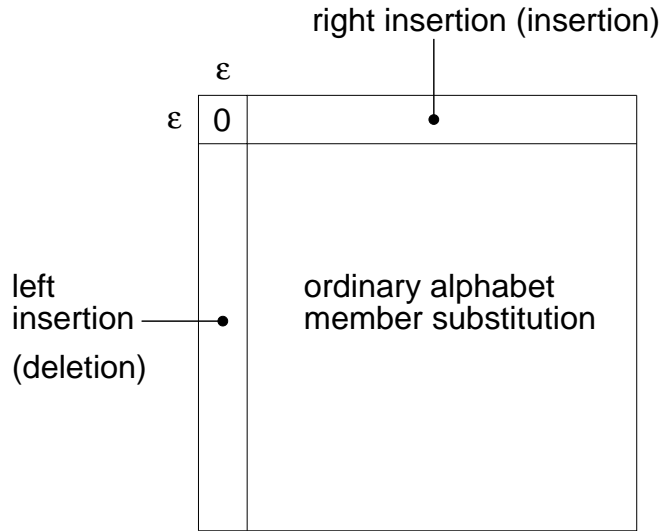 right insertion (insertion)
ε
ε 0
left
insertion
(deletion)
ordinary alphabet
member substitution